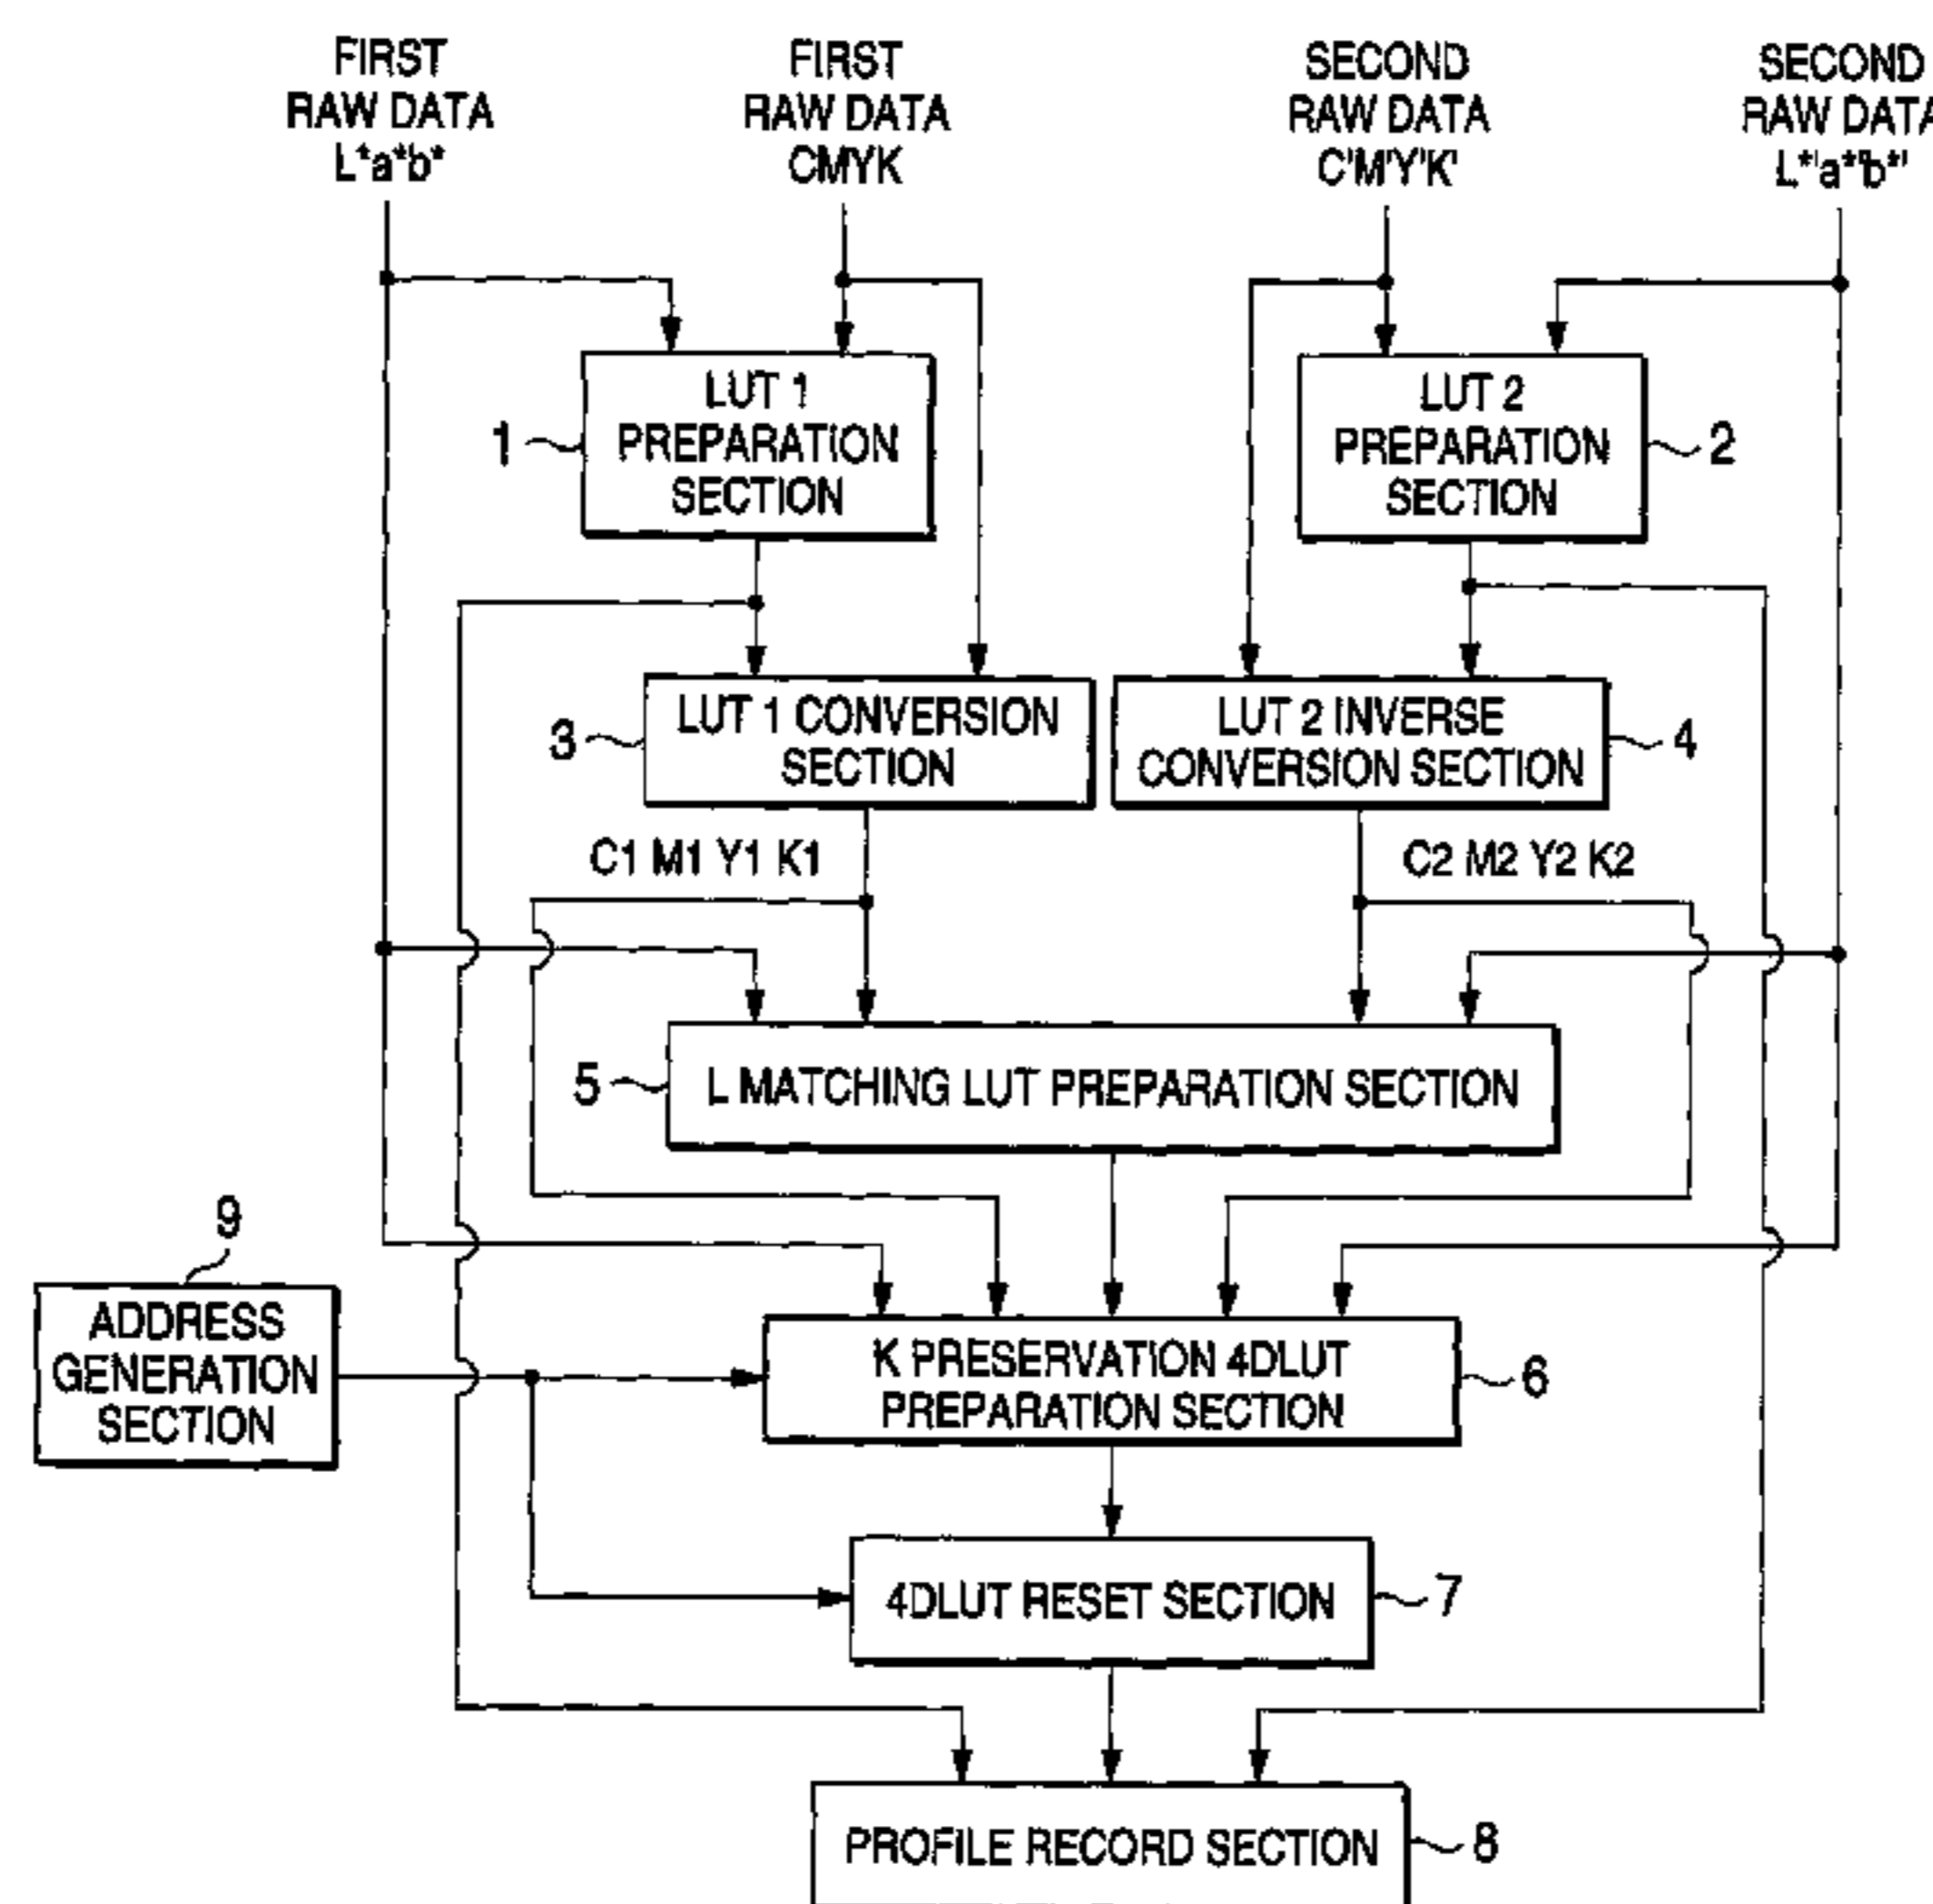 FIRST
RAW DATA
L*a*b*
FIRST
RAW DATA
CMYK
SECOND
RAW DATA
C'M'Y'K'
SECOND
RAW DATA
L*'a*'b*'
LUT 1
PREPARATION
SECTION
1
LUT 2
PREPARATION
SECTION
2
3
LUT 1 CONVERSION
SECTION
LUT 2 INVERSE
CONVERSION SECTION
4
C1 M1 Y1 K1
C2 M2 Y2 K2
5
L MATCHING LUT PREPARATION SECTION
9
ADDRESS
GENERATION
SECTION
K PRESERVATION 4DLUT
PREPARATION SECTION
6
4DLUT RESET SECTION
7
PROFILE RECORD SECTION
8